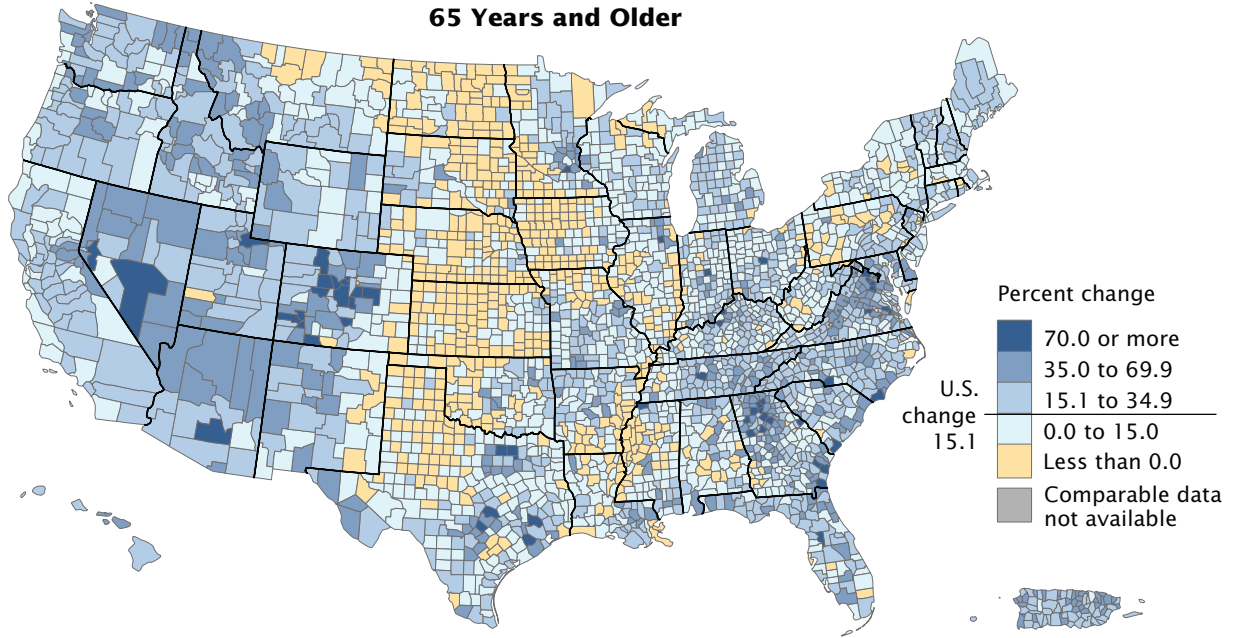 65 Years and Older
Percent change
70.0 or more
35.0 to 69.9
15.1 to 34.9
U.S.
change
15.1
0.0 to 15.0
Less than 0.0
Comparable data
not available